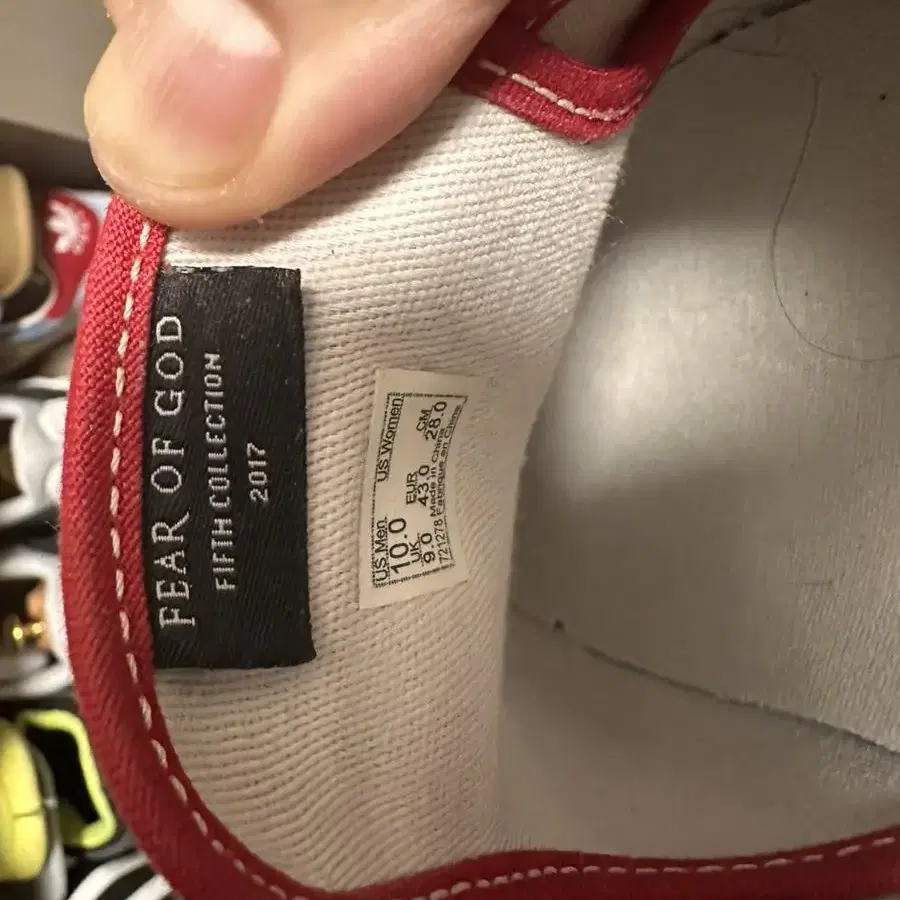 FEAR OF GOD
FIFTH COLLECTION
2017
US Men US Women
10.0
UK EUR CM
9.0 43.0 28.0
721278 Made in China
Fabriqué en Chine